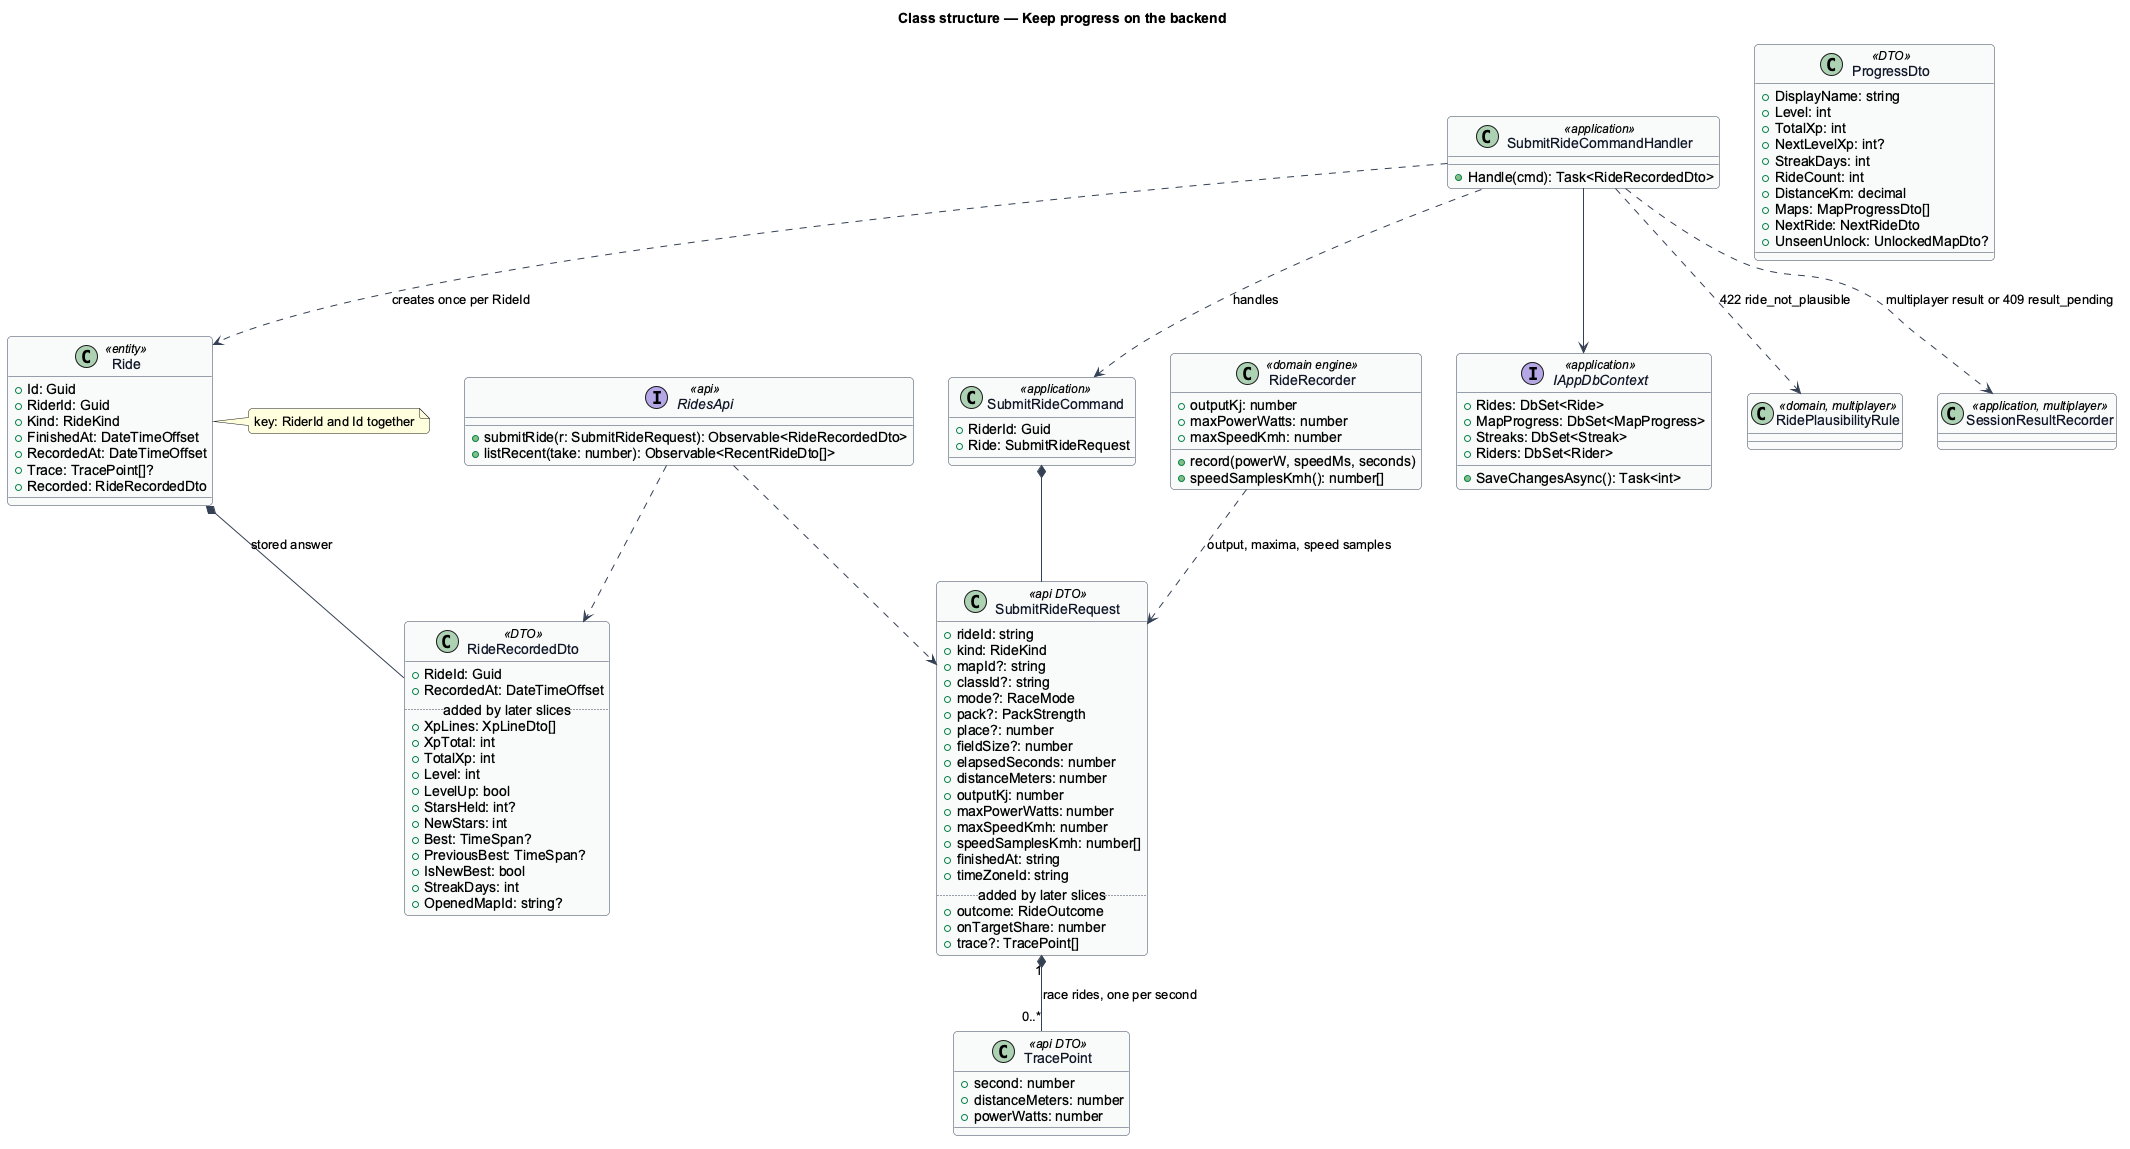 Class structure — Keep progress on the backend
«DTO»
ProgressDto
DisplayName: string
Level: int
TotalXp: int
NextLevelXp: int?
StreakDays: int
RideCount: int
DistanceKm: decimal
Maps: MapProgressDto[]
NextRide: NextRideDto
UnseenUnlock: UnlockedMapDto?
«application»
SubmitRideCommandHandler
Handle(cmd): Task<RideRecordedDto>
creates once per RideId
handles
422 ride_not_plausible
multiplayer result or 409 result_pending
«entity»
Ride
Id: Guid
RiderId: Guid
Kind: RideKind
FinishedAt: DateTimeOffset
RecordedAt: DateTimeOffset
Trace: TracePoint[]?
Recorded: RideRecordedDto
key: RiderId and Id together
«api»
RidesApi
submitRide(r: SubmitRideRequest): Observable<RideRecordedDto>
listRecent(take: number): Observable<RecentRideDto[]>
«application»
SubmitRideCommand
RiderId: Guid
Ride: SubmitRideRequest
«domain engine»
RideRecorder
outputKj: number
maxPowerWatts: number
maxSpeedKmh: number
record(powerW, speedMs, seconds)
speedSamplesKmh(): number[]
«application»
IAppDbContext
Rides: DbSet<Ride>
MapProgress: DbSet<MapProgress>
Streaks: DbSet<Streak>
Riders: DbSet<Rider>
SaveChangesAsync(): Task<int>
«domain, multiplayer»
RidePlausibilityRule
«application, multiplayer»
SessionResultRecorder
stored answer
output, maxima, speed samples
«DTO»
RideRecordedDto
RideId: Guid
RecordedAt: DateTimeOffset
added by later slices
XpLines: XpLineDto[]
XpTotal: int
TotalXp: int
Level: int
LevelUp: bool
StarsHeld: int?
NewStars: int
Best: TimeSpan?
PreviousBest: TimeSpan?
IsNewBest: bool
StreakDays: int
OpenedMapId: string?
«api DTO»
SubmitRideRequest
rideId: string
kind: RideKind
mapId?: string
classId?: string
mode?: RaceMode
pack?: PackStrength
place?: number
fieldSize?: number
elapsedSeconds: number
distanceMeters: number
outputKj: number
maxPowerWatts: number
maxSpeedKmh: number
speedSamplesKmh: number[]
finishedAt: string
timeZoneId: string
added by later slices
outcome: RideOutcome
onTargetShare: number
trace?: TracePoint[]
1
race rides, one per second
0..*
«api DTO»
TracePoint
second: number
distanceMeters: number
powerWatts: number